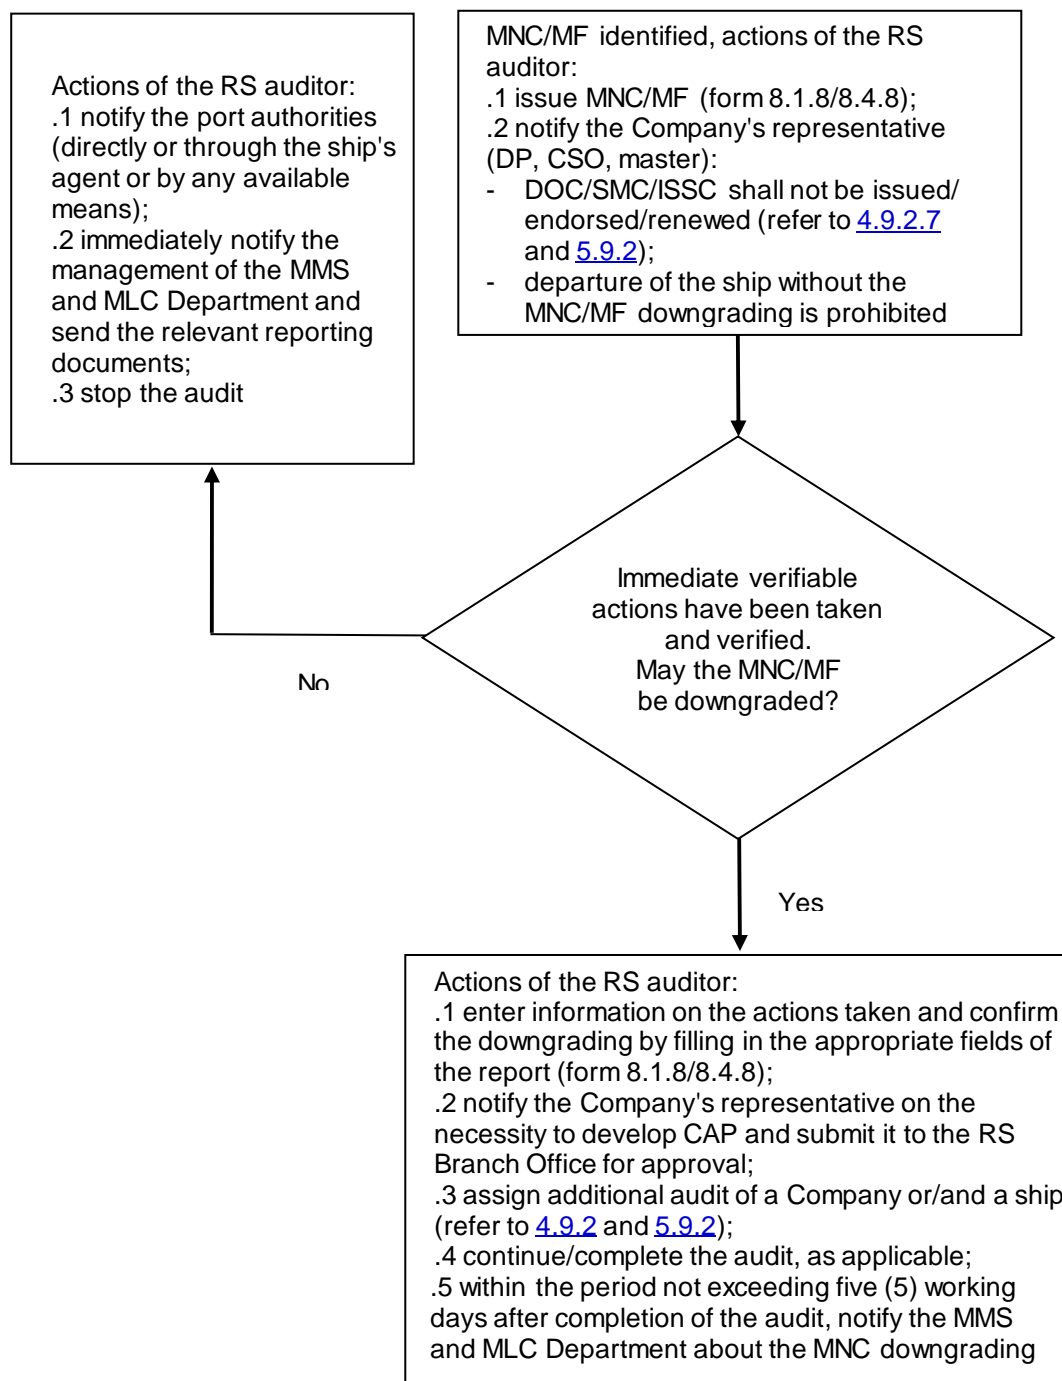 Actions of the RS auditor:
.1 notify the port authorities
(directly or through the ship's
agent or by any available
means);
.2 immediately notify the
management of the MMS
and MLC Department and
send the relevant reporting
documents;
.3 stop the audit
MNC/MF identified, actions of the RS
auditor:
.1 issue MNC/MF (form 8.1.8/8.4.8);
.2 notify the Company's representative
(DP, CSO, master):
- DOC/SMC/ISSC shall not be issued/
endorsed/renewed (refer to 4.9.2.7
and 5.9.2);
- departure of the ship without the
MNC/MF downgrading is prohibited
Immediate verifiable
actions have been taken
and verified.
May the MNC/MF
be downgraded?
No
Yes
Actions of the RS auditor:
.1 enter information on the actions taken and confirm
the downgrading by filling in the appropriate fields of
the report (form 8.1.8/8.4.8);
.2 notify the Company's representative on the
necessity to develop CAP and submit it to the RS
Branch Office for approval;
.3 assign additional audit of a Company or/and a ship
(refer to 4.9.2 and 5.9.2);
.4 continue/complete the audit, as applicable;
.5 within the period not exceeding five (5) working
days after completion of the audit, notify the MMS
and MLC Department about the MNC downgrading